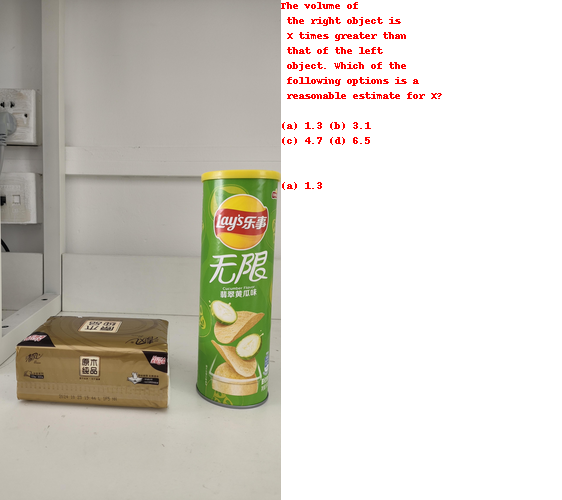 The volume of
the right object is
X times greater than
that of the left
object. Which of the
following options is a
reasonable estimate for X?
(a) 1.3 (b) 3.1
(c) 4.7 (d) 6.5
(a) 1.3
Lay's乐事
无限
Cucumber Flavor
翡翠黄瓜味
原木
纯品